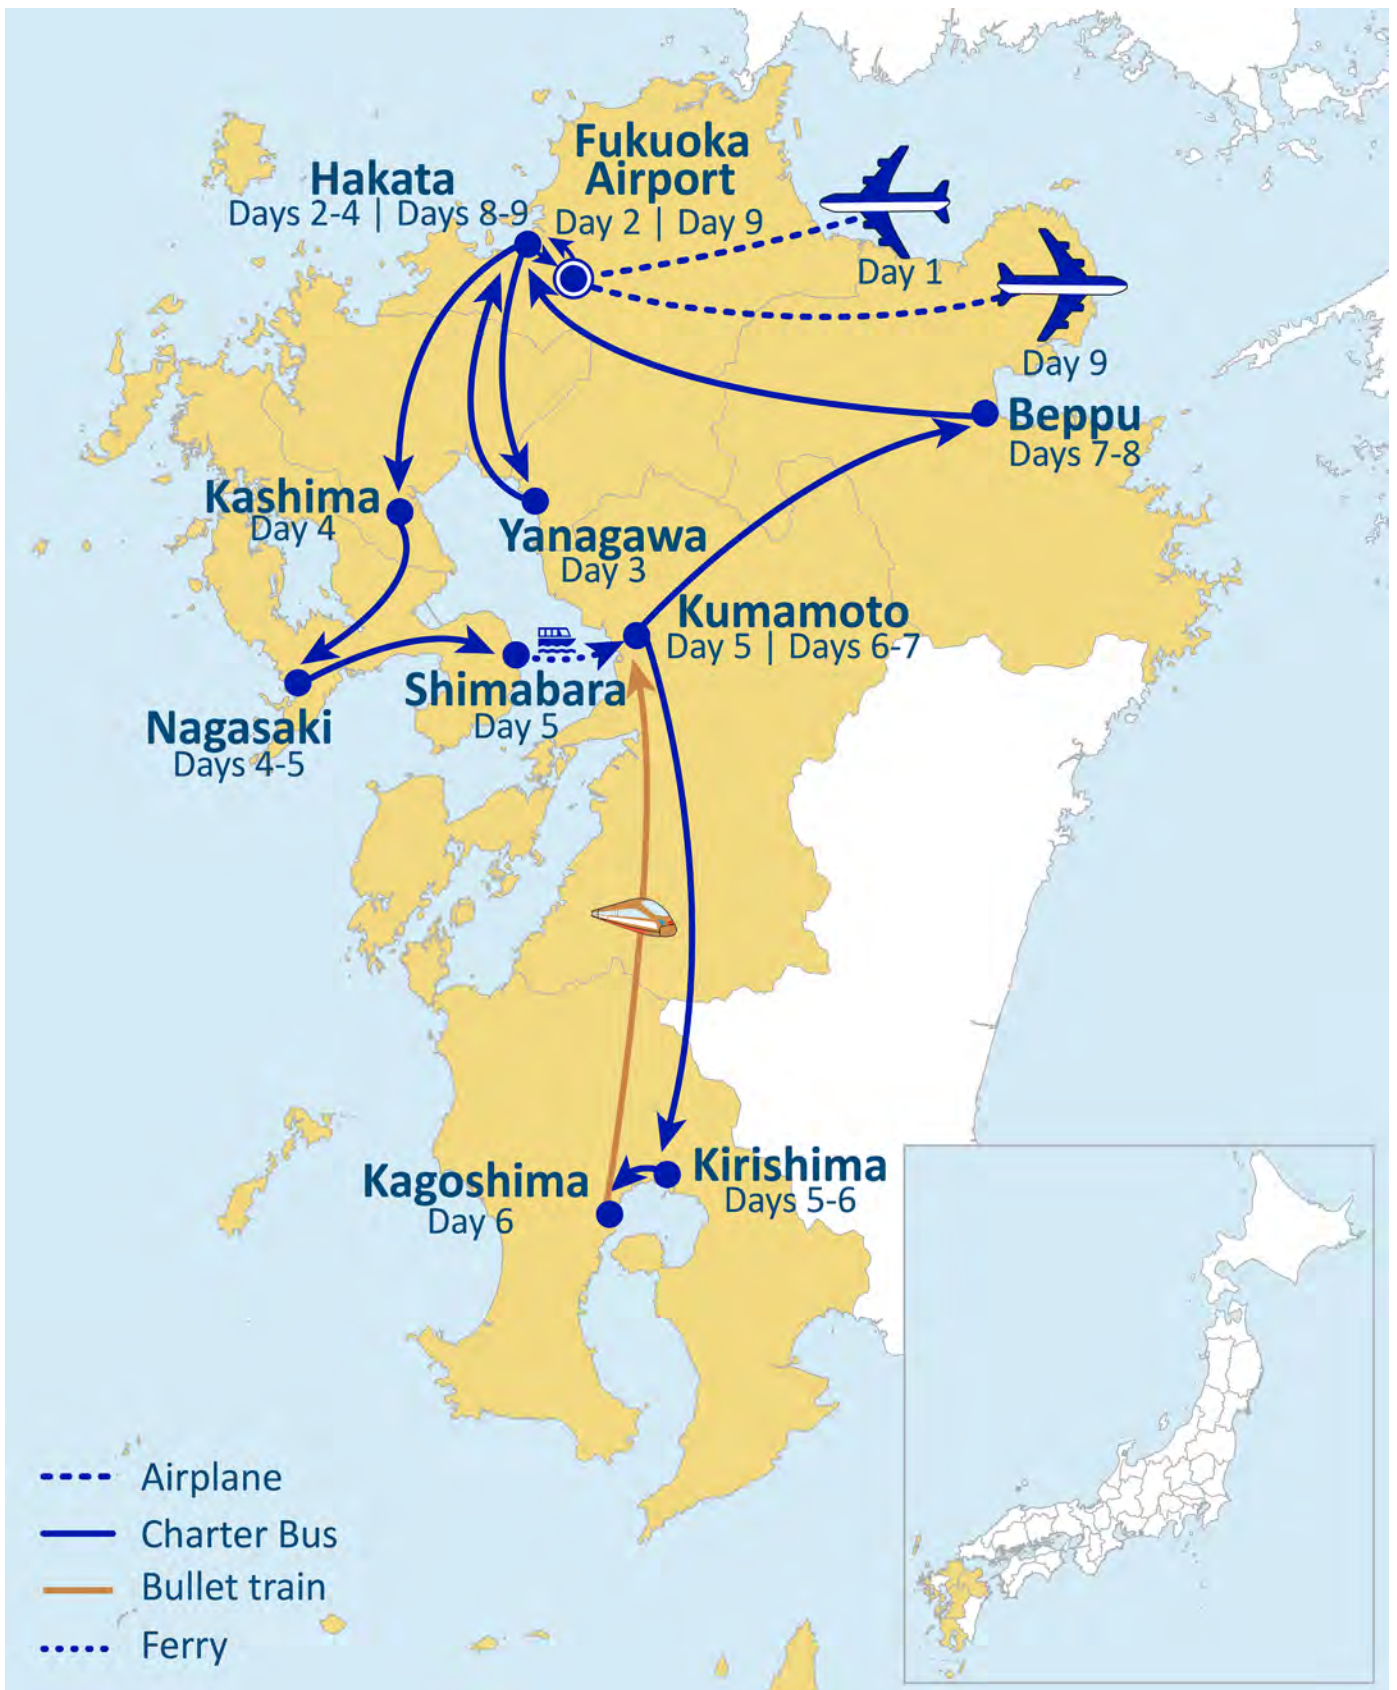 Fukuoka
Airport
Day 2 | Day 9
Hakata
Days 2-4 | Days 8-9
Day 1
Day 9
Beppu
Days 7-8
Kashima
Day 4
Yanagawa
Day 3
Kumamoto
Day 5 | Days 6-7
Shimabara
Day 5
Nagasaki
Days 4-5
Kagoshima
Day 6
Kirishima
Days 5-6
Airplane
Charter Bus
Bullet train
Ferry